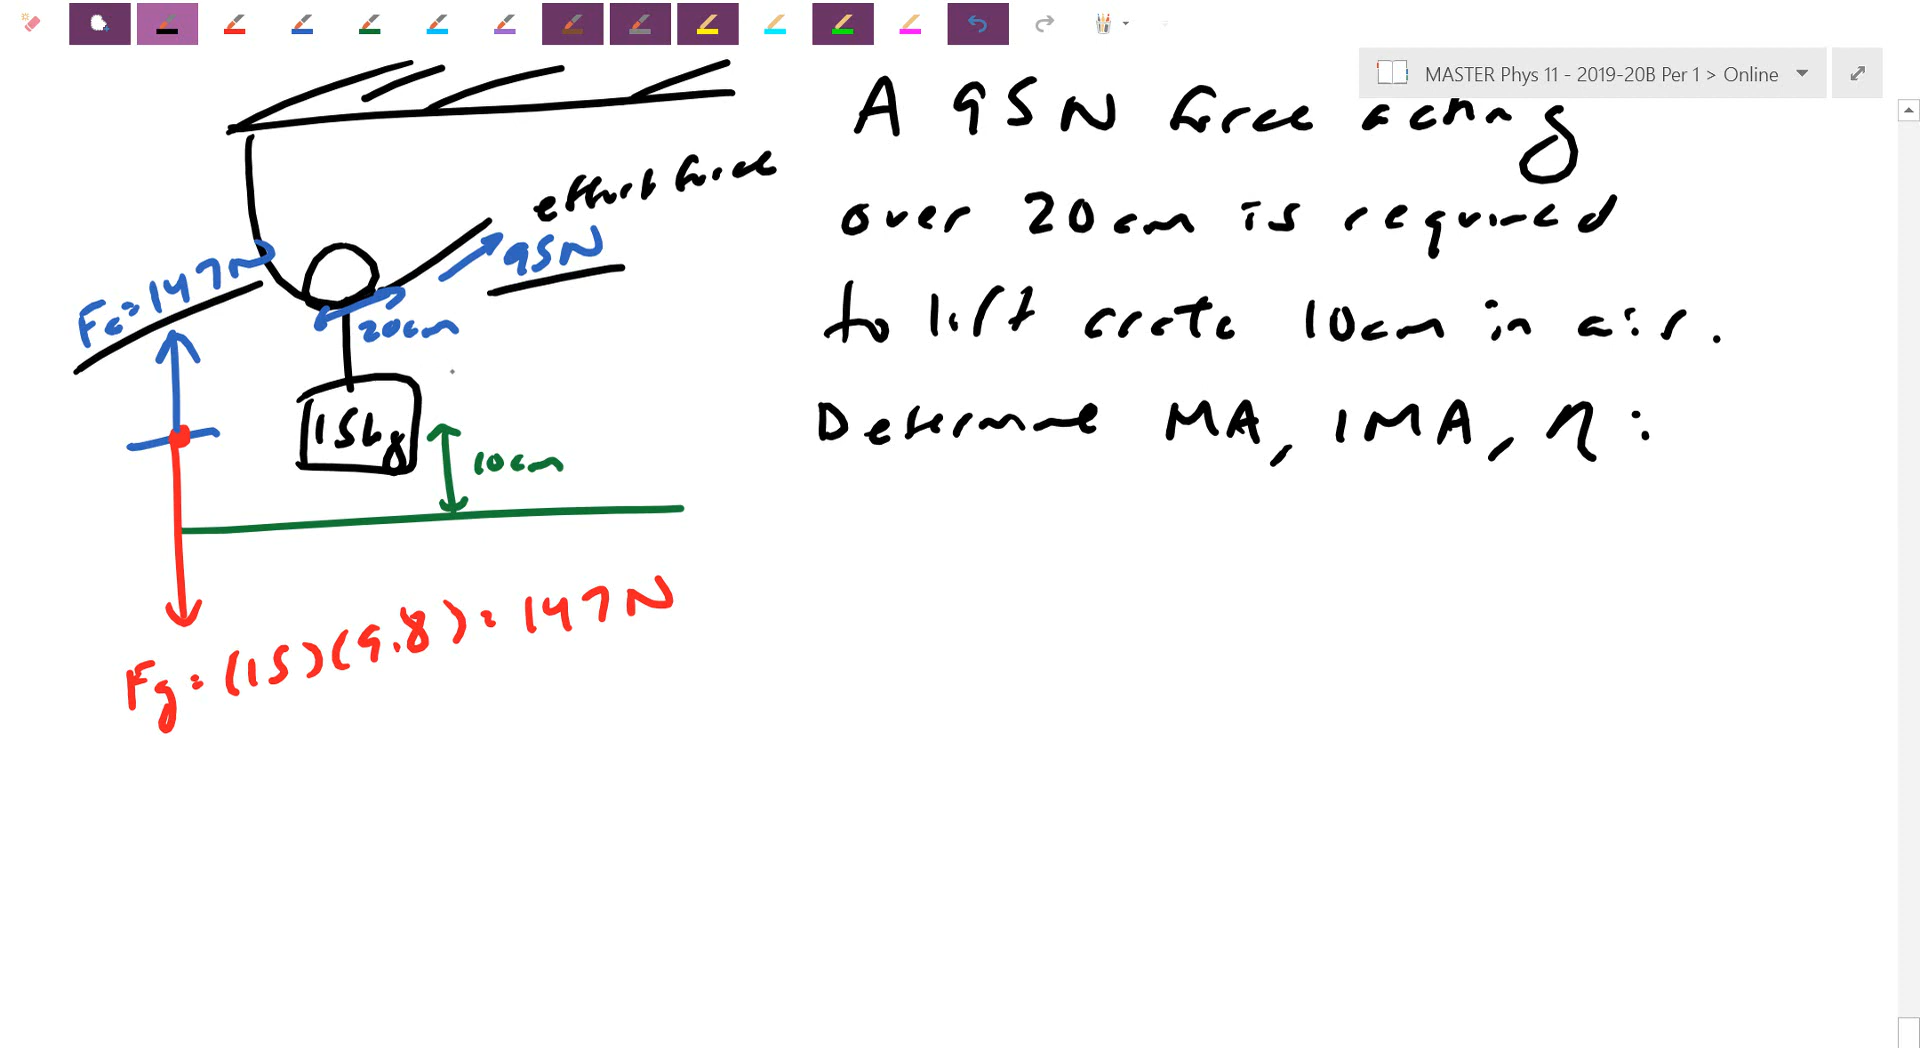 MASTER Phys 11 - 2019-20B Per 1 > Online
A 95N force acting
over 20cm is required
to lift crate 10cm in air.
Determine MA, IMA, η:
effort force
95N
Fa=147N
20cm
15kg
10cm
Fg=(15)(9.8)=147N